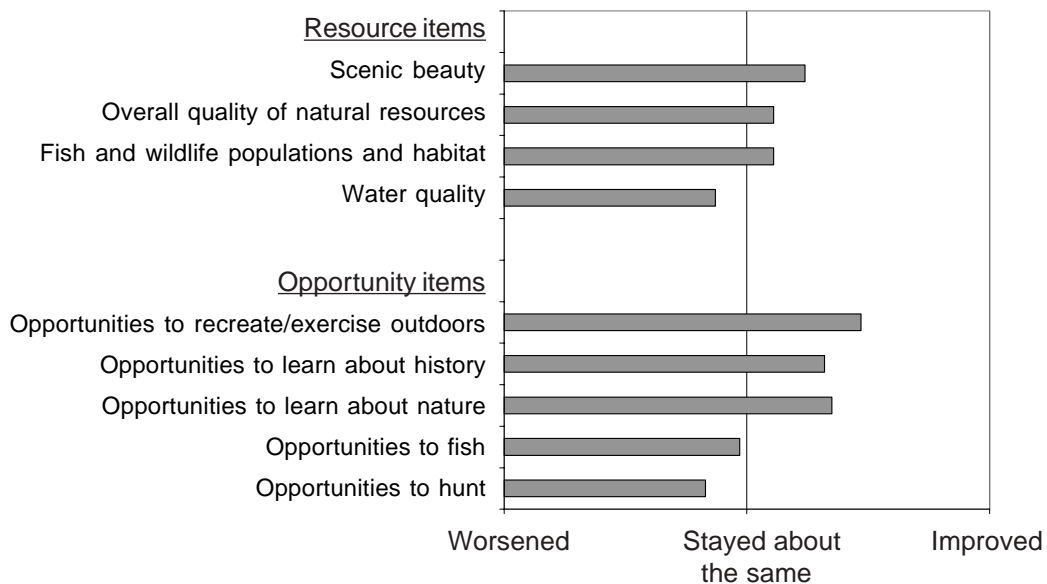 Resource items
Scenic beauty
Overall quality of natural resources
Fish and wildlife populations and habitat
Water quality
Opportunity items
Opportunities to recreate/exercise outdoors
Opportunities to learn about history
Opportunities to learn about nature
Opportunities to fish
Opportunities to hunt
Worsened Stayed about Improved
the same